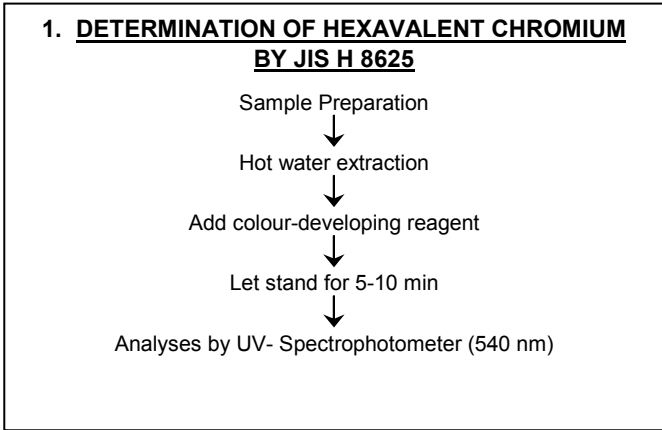 1. DETERMINATION OF HEXAVALENT CHROMIUM
BY JIS H 8625
Sample Preparation
Hot water extraction
Add colour-developing reagent
Let stand for 5-10 min
Analyses by UV- Spectrophotometer (540 nm)